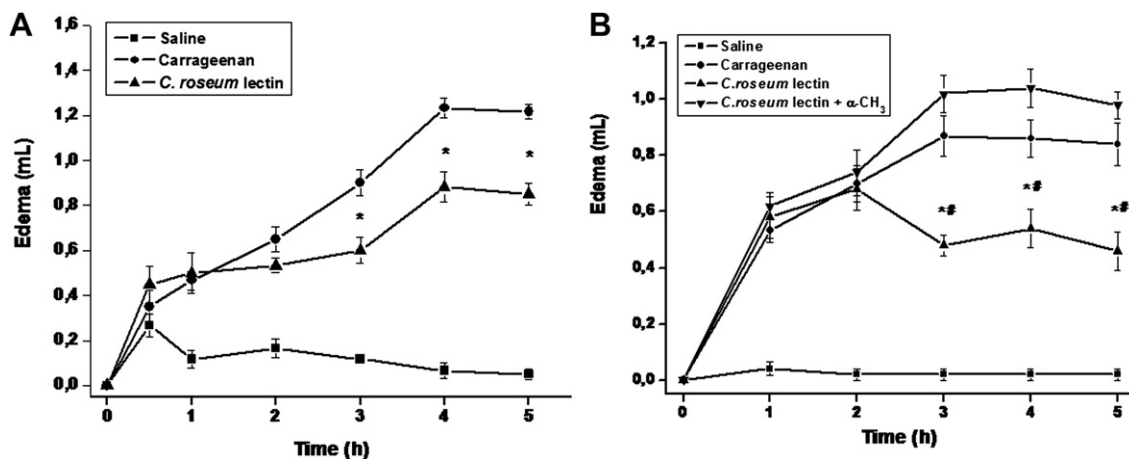 A
Edema (mL)
1,6
1,4
1,2
1,0
0,8
0,6
0,4
0,2
0,0
Saline
Carrageenan
C. roseum lectin
*
*
*
0
1
2
3
4
5
Time (h)
B
Edema (mL)
1,2
1,0
0,8
0,6
0,4
0,2
0,0
Saline
Carrageenan
C.roseum lectin
C.roseum lectin + α-CH₃
*#
*#
*#
0
1
2
3
4
5
Time (h)